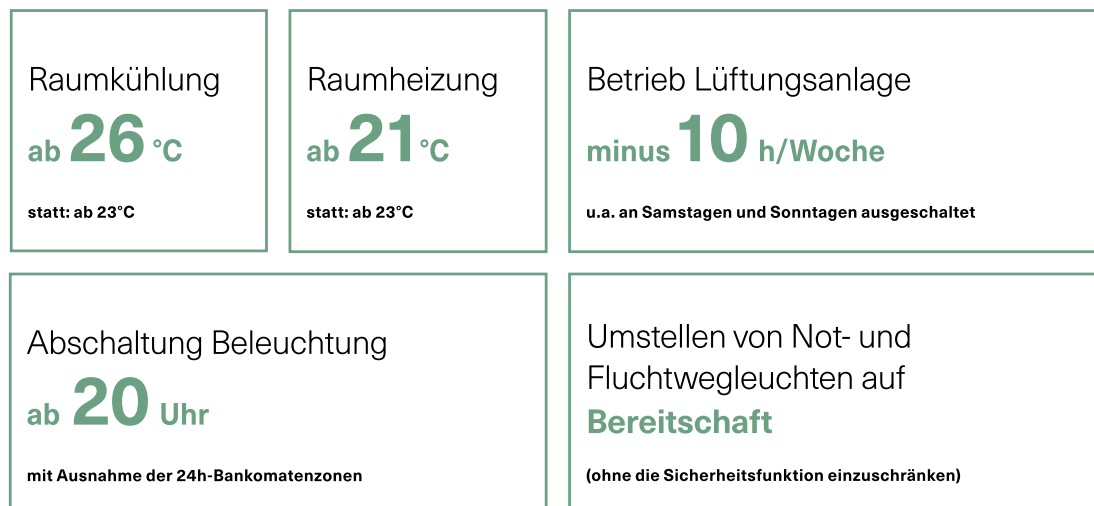 Raumkühlung
ab 26 °C
statt: ab 23°C
Raumheizung
ab 21 °C
statt: ab 23°C
Betrieb Lüftungsanlage
minus 10 h/Woche
u.a. an Samstagen und Sonntagen ausgeschaltet
Abschaltung Beleuchtung
ab 20 Uhr
mit Ausnahme der 24h-Bankomatenzonen
Umstellen von Not- und
Fluchtwegleuchten auf
Bereitschaft
(ohne die Sicherheitsfunktion einzuschränken)